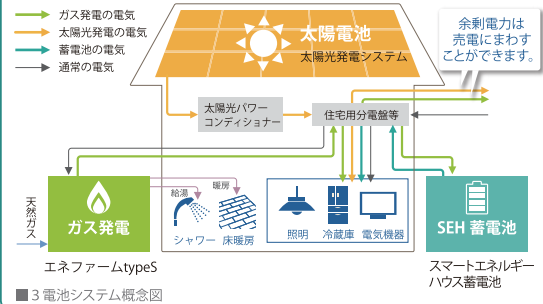 ガス発電の電気
太陽光発電の電気
蓄電池の電気
通常の電気
太陽電池
太陽光発電システム
余剰電力は
売電にまわす
ことができます。
太陽光パワー
コンディショナー
住宅用分電盤等
天然ガス
ガス発電
給湯
暖房
シャワー
床暖房
照明
冷蔵庫
電気機器
SEH 蓄電池
エネファームtypeS
スマートエネルギー
ハウス蓄電池
■3電池システム概念図